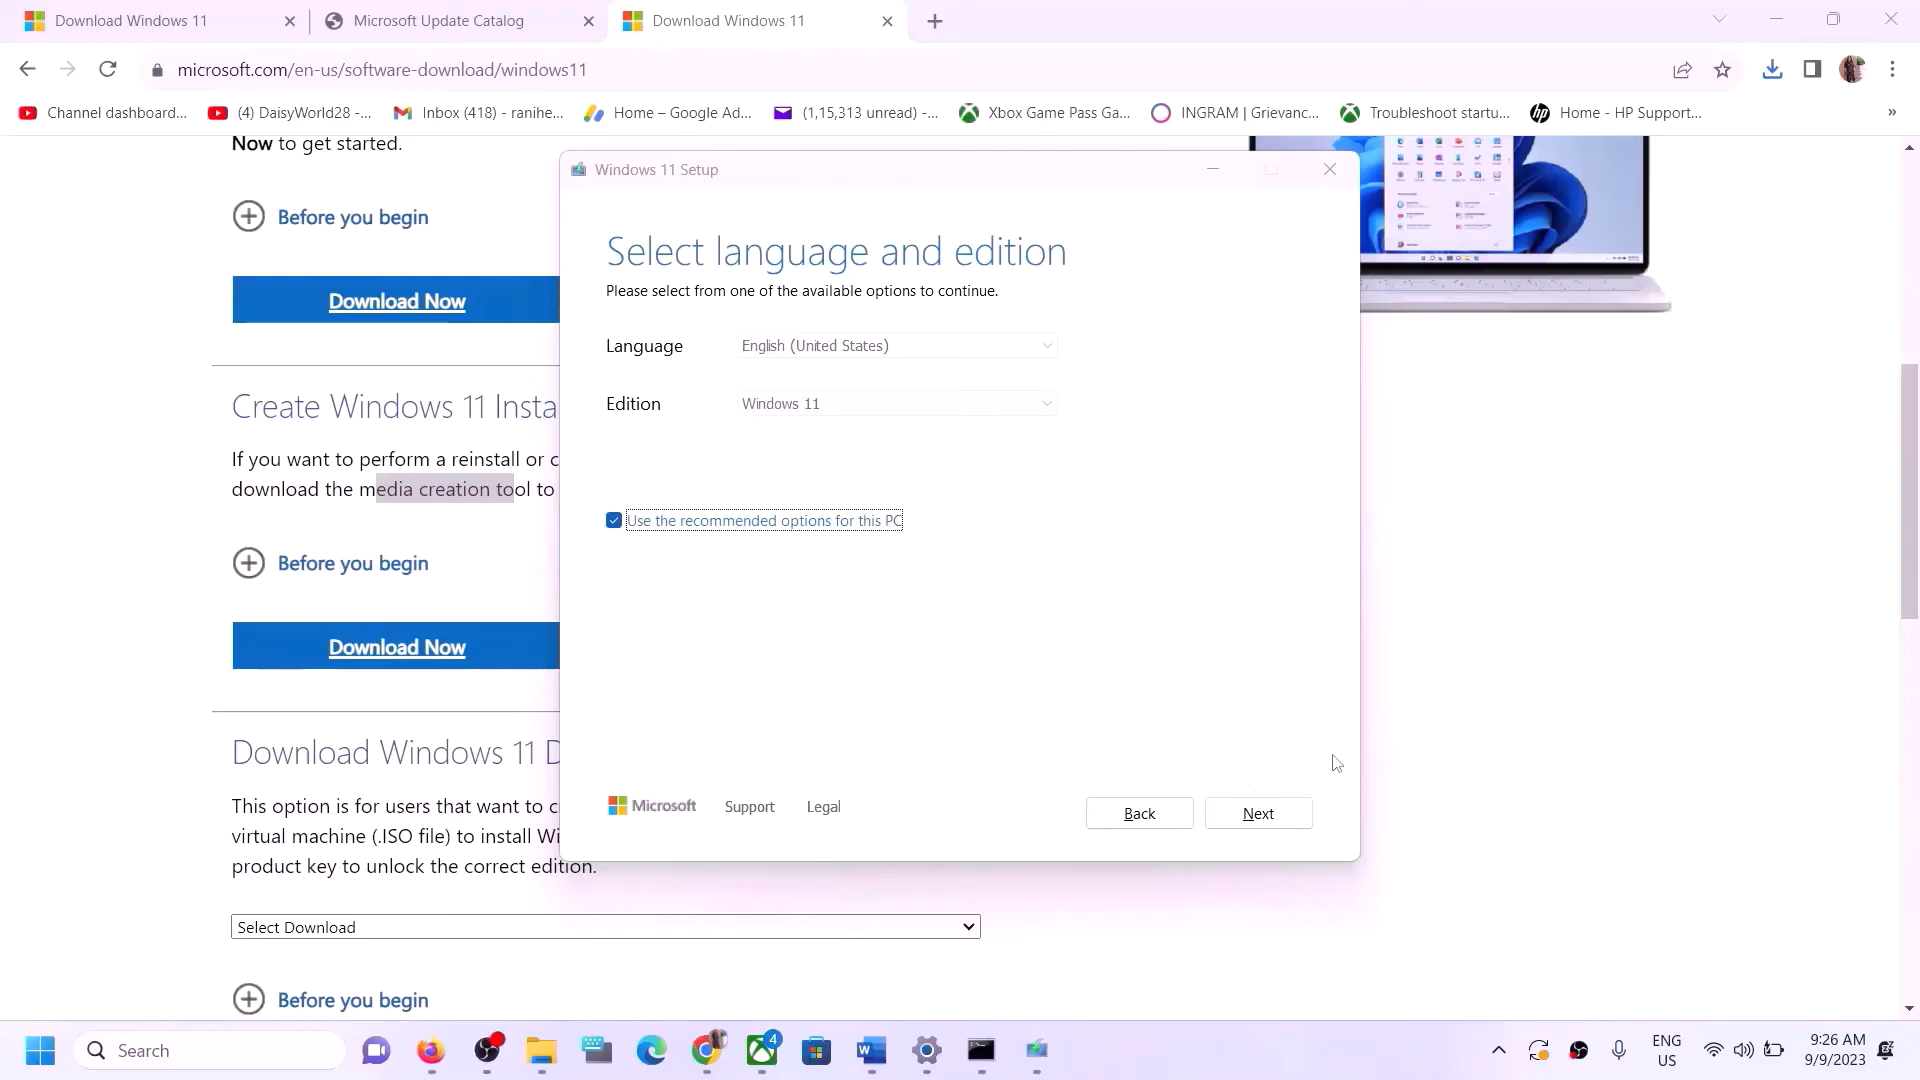 Download Windows 11
Microsoft Update Catalog
Download Windows 11
microsoft.com/en-us/software-download/windows11
Channel dashboard...
(4) DaisyWorld28 -...
Inbox (418) - ranihe...
Home – Google Ad...
(1,15,313 unread) -...
Xbox Game Pass Ga...
INGRAM | Grievanc...
Troubleshoot startu...
Home - HP Support...
»
Now to get started.
Before you begin
Download Now
Create Windows 11 Insta
If you want to perform a reinstall or c
download the media creation tool to
Before you begin
Download Now
Download Windows 11 D
This option is for users that want to c
virtual machine (.ISO file) to install Wi
product key to unlock the correct edition.
Select Download
Before you begin
Windows 11 Setup
Select language and edition
Please select from one of the available options to continue.
Language English (United States)
Edition Windows 11
Use the recommended options for this PC
Microsoft Support Legal
Back Next
Search
4
ENG
US
9:26 AM
9/9/2023